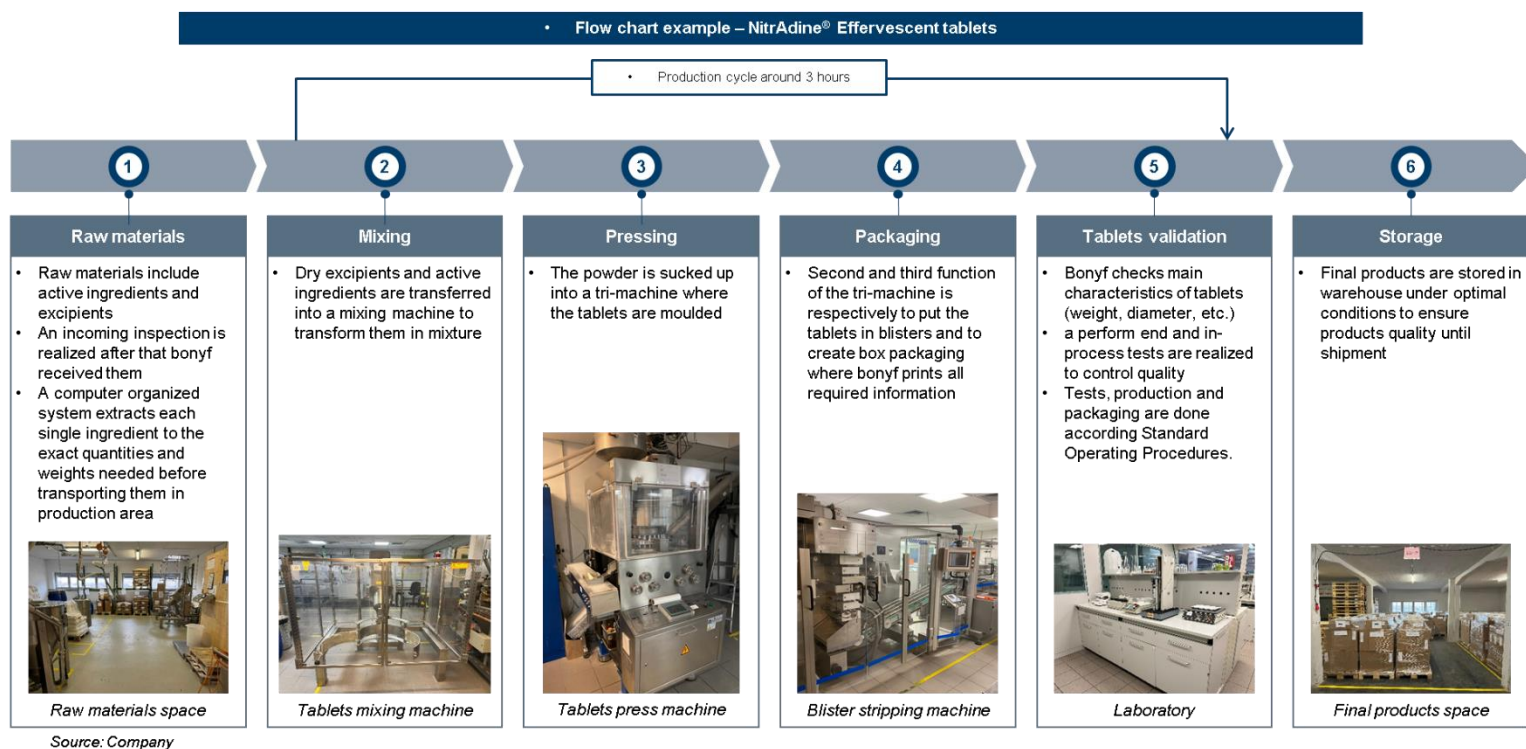 • Flow chart example – NitrAdine® Effervescent tablets
• Production cycle around 3 hours
1
2
3
4
5
6
Raw materials
• Raw materials include
active ingredients and
excipients
• An incoming inspection is
realized after that bonyf
received them
• A computer organized
system extracts each
single ingredient to the
exact quantities and
weights needed before
transporting them in
production area
Raw materials space
Mixing
• Dry excipients and active
ingredients are transferred
into a mixing machine to
transform them in mixture
Tablets mixing machine
Pressing
• The powder is sucked up
into a tri-machine where
the tablets are moulded
Tablets press machine
Packaging
• Second and third function
of the tri-machine is
respectively to put the
tablets in blisters and to
create box packaging
where bonyf prints all
required information
Blister stripping machine
Tablets validation
• Bonyf checks main
characteristics of tablets
(weight, diameter, etc.)
• a perform end and in-
process tests are realized
to control quality
• Tests, production and
packaging are done
according Standard
Operating Procedures.
Laboratory
Storage
• Final products are stored in
warehouse under optimal
conditions to ensure
products quality until
shipment
Final products space
Source: Company